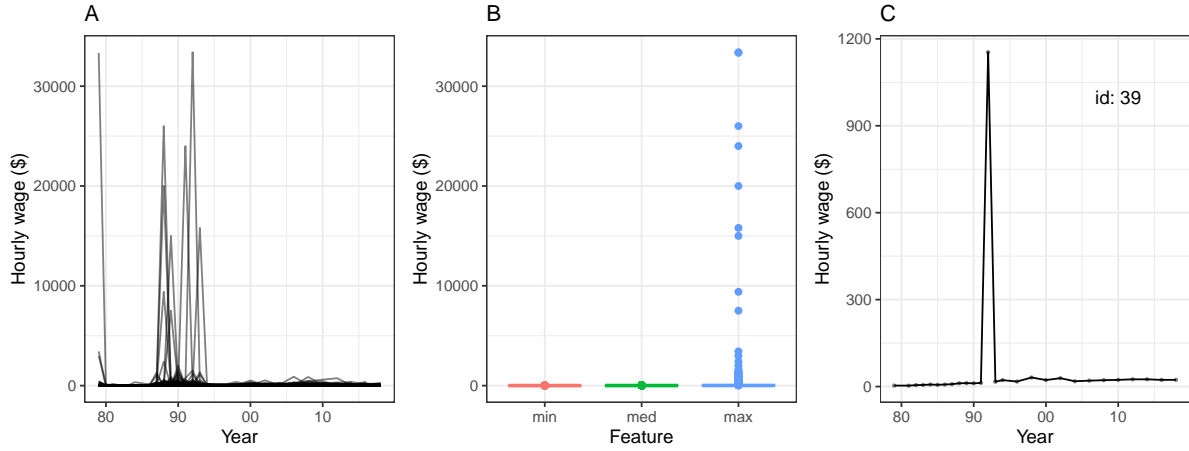 A
Hourly wage ($)
30000
20000
10000
0
80 90 00 10
Year
B
Hourly wage ($)
30000
20000
10000
0
min med max
Feature
C
Hourly wage ($)
1200
900
600
300
0
id: 39
80 90 00 10
Year